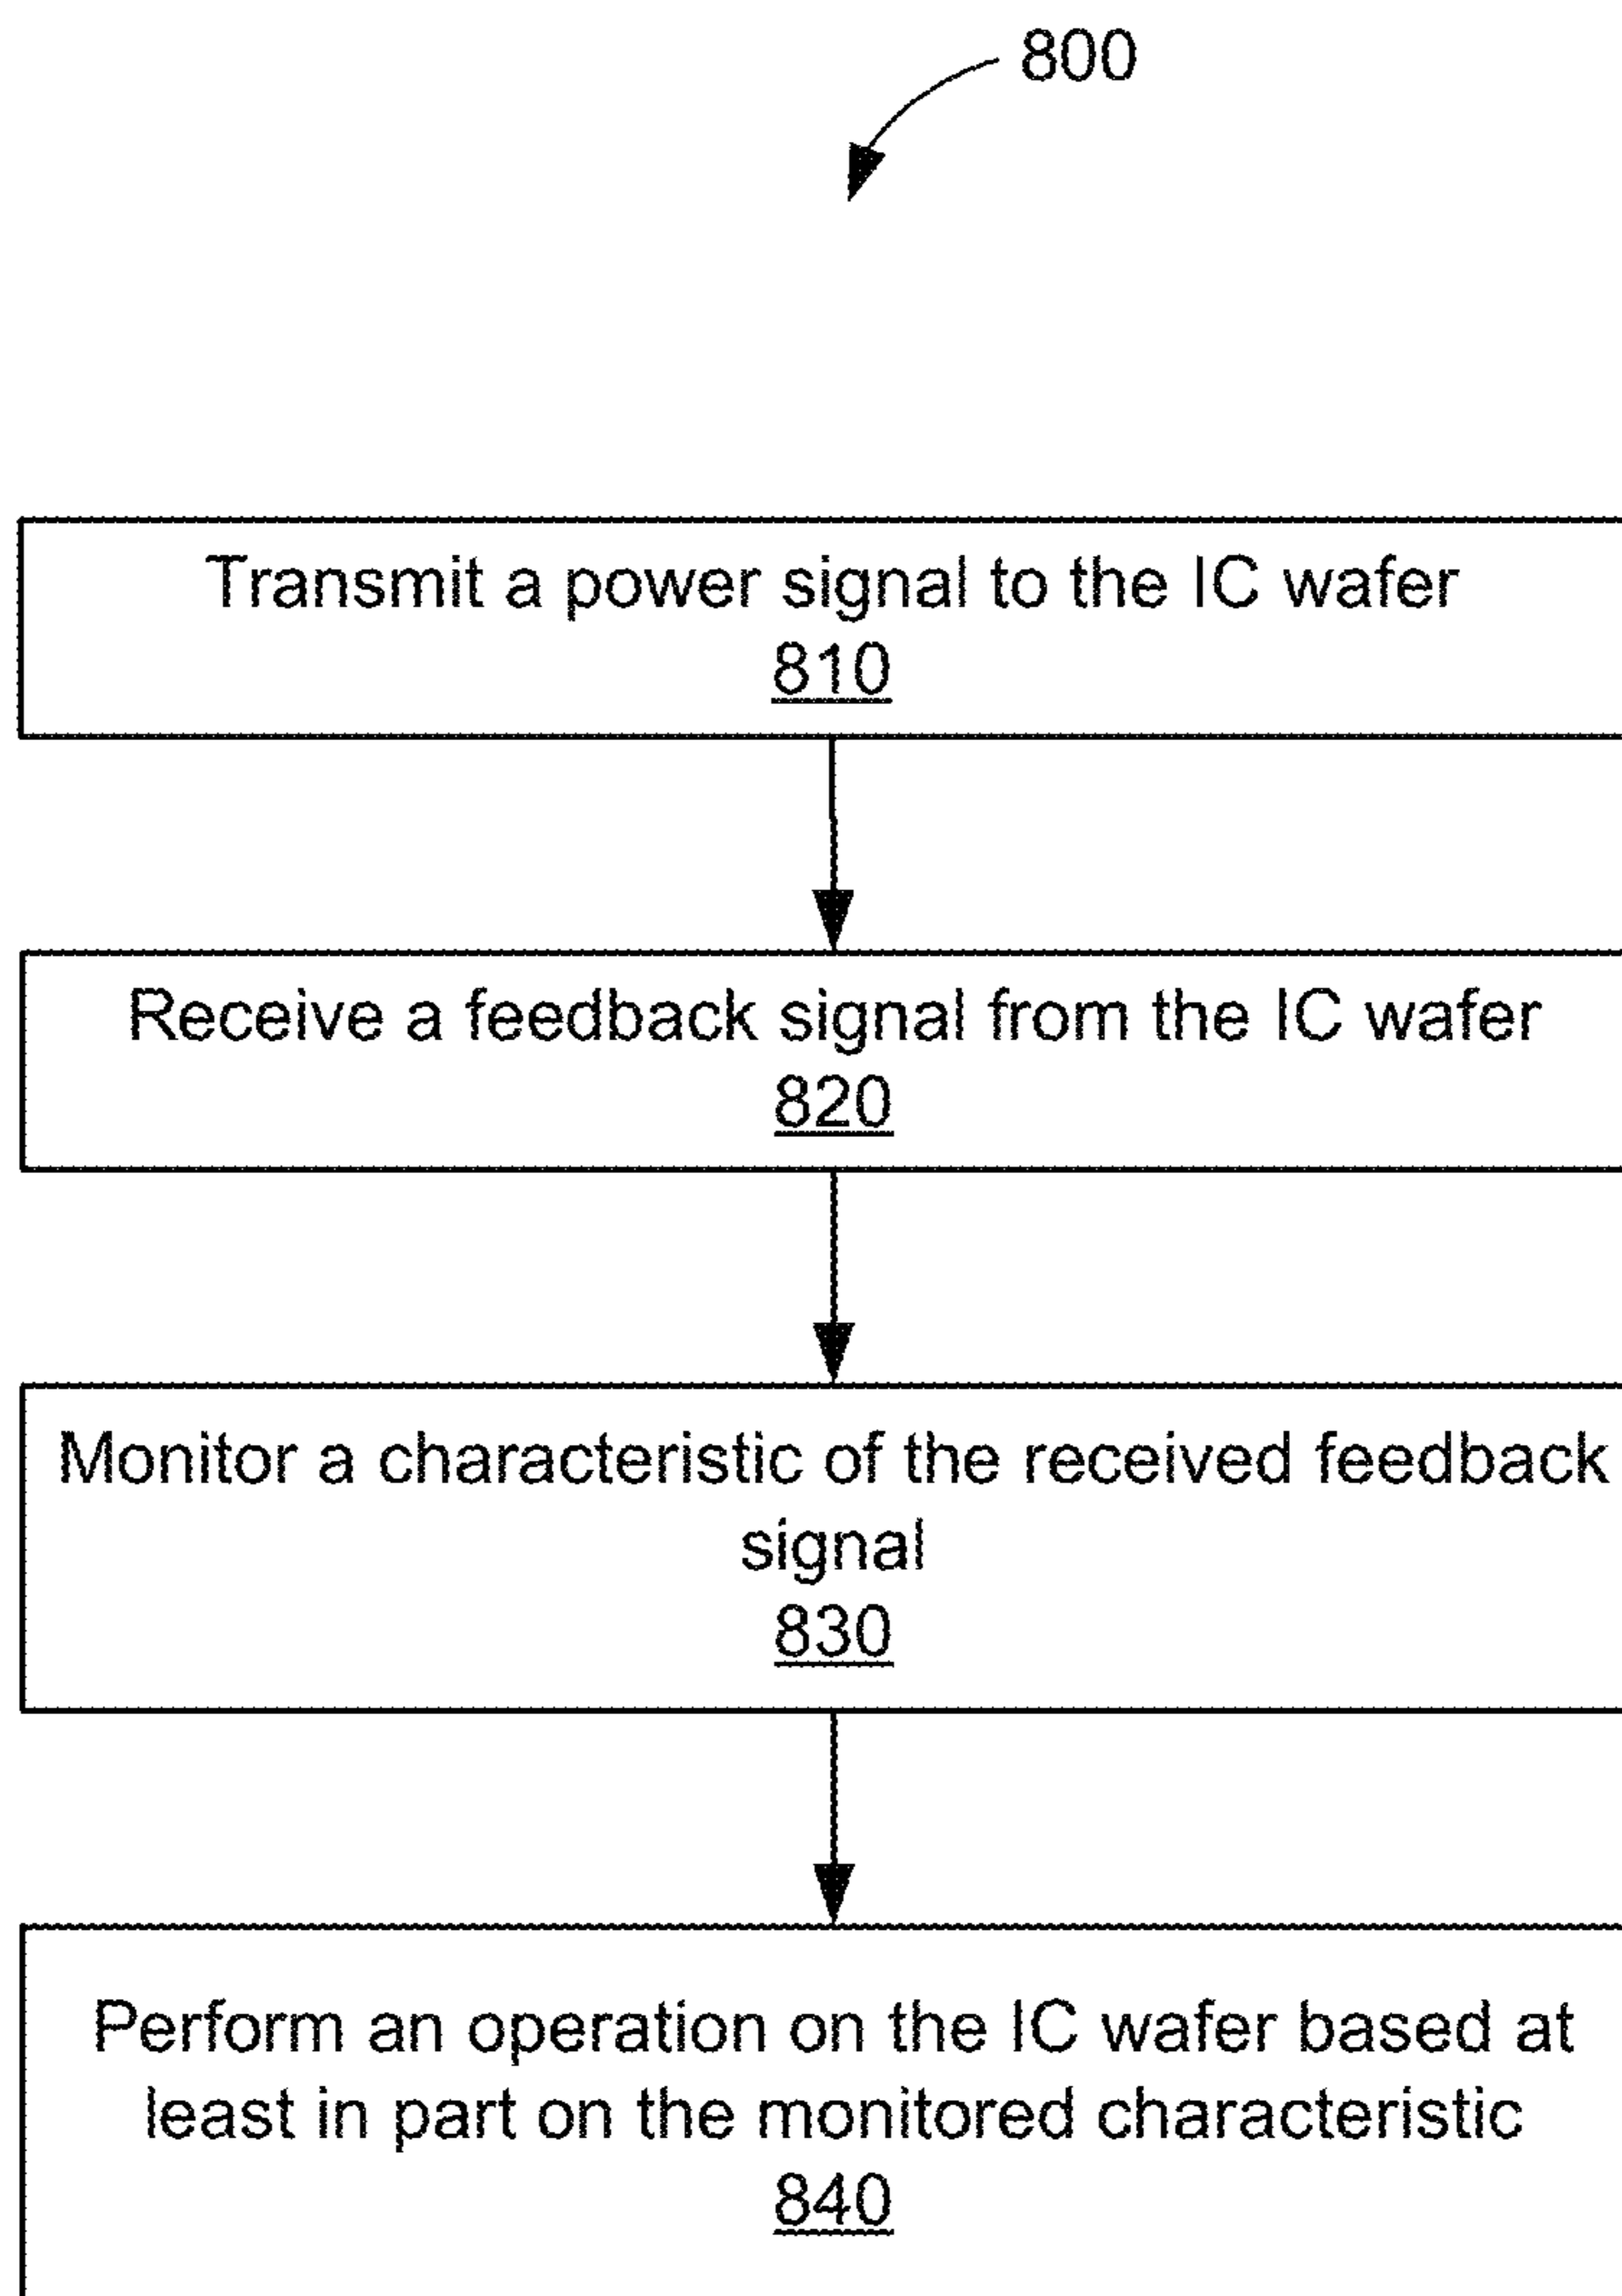 800
Transmit a power signal to the IC wafer
810
Receive a feedback signal from the IC wafer
820
Monitor a characteristic of the received feedback
signal
830
Perform an operation on the IC wafer based at
least in part on the monitored characteristic
840